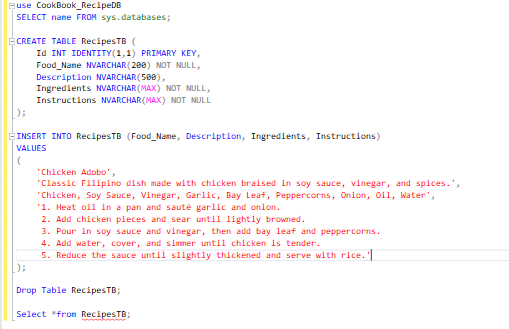 use CookBook_RecipeDB
SELECT name FROM sys.databases;
CREATE TABLE RecipesTB (
Id INT IDENTITY(1,1) PRIMARY KEY,
Food_Name NVARCHAR(200) NOT NULL,
Description NVARCHAR(500),
Ingredients NVARCHAR(MAX) NOT NULL,
Instructions NVARCHAR(MAX) NOT NULL
);
INSERT INTO RecipesTB (Food_Name, Description, Ingredients, Instructions)
VALUES
(
'Chicken Adobo',
'Classic Filipino dish made with chicken braised in soy sauce, vinegar, and spices.',
'Chicken, Soy Sauce, Vinegar, Garlic, Bay Leaf, Peppercorns, Onion, Oil, Water',
'1. Heat oil in a pan and sauté garlic and onion.
2. Add chicken pieces and sear until lightly browned.
3. Pour in soy sauce and vinegar, then add bay leaf and peppercorns.
4. Add water, cover, and simmer until chicken is tender.
5. Reduce the sauce until slightly thickened and serve with rice.'
);
Drop Table RecipesTB;
Select *from RecipesTB;